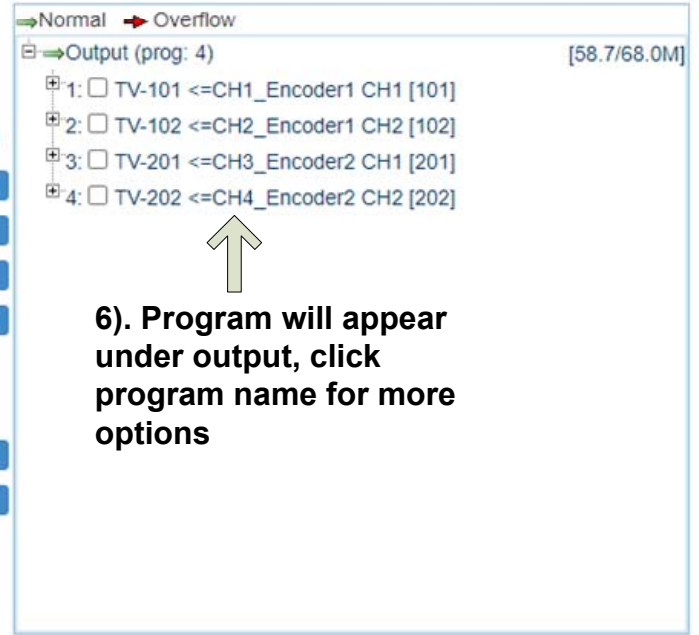 Normal Overflow
Output (prog: 4) [58.7/68.0M]
1: TV-101 <=CH1_Encoder1 CH1 [101]
2: TV-102 <=CH2_Encoder1 CH2 [102]
3: TV-201 <=CH3_Encoder2 CH1 [201]
4: TV-202 <=CH4_Encoder2 CH2 [202]
6). Program will appear
under output, click
program name for more
options